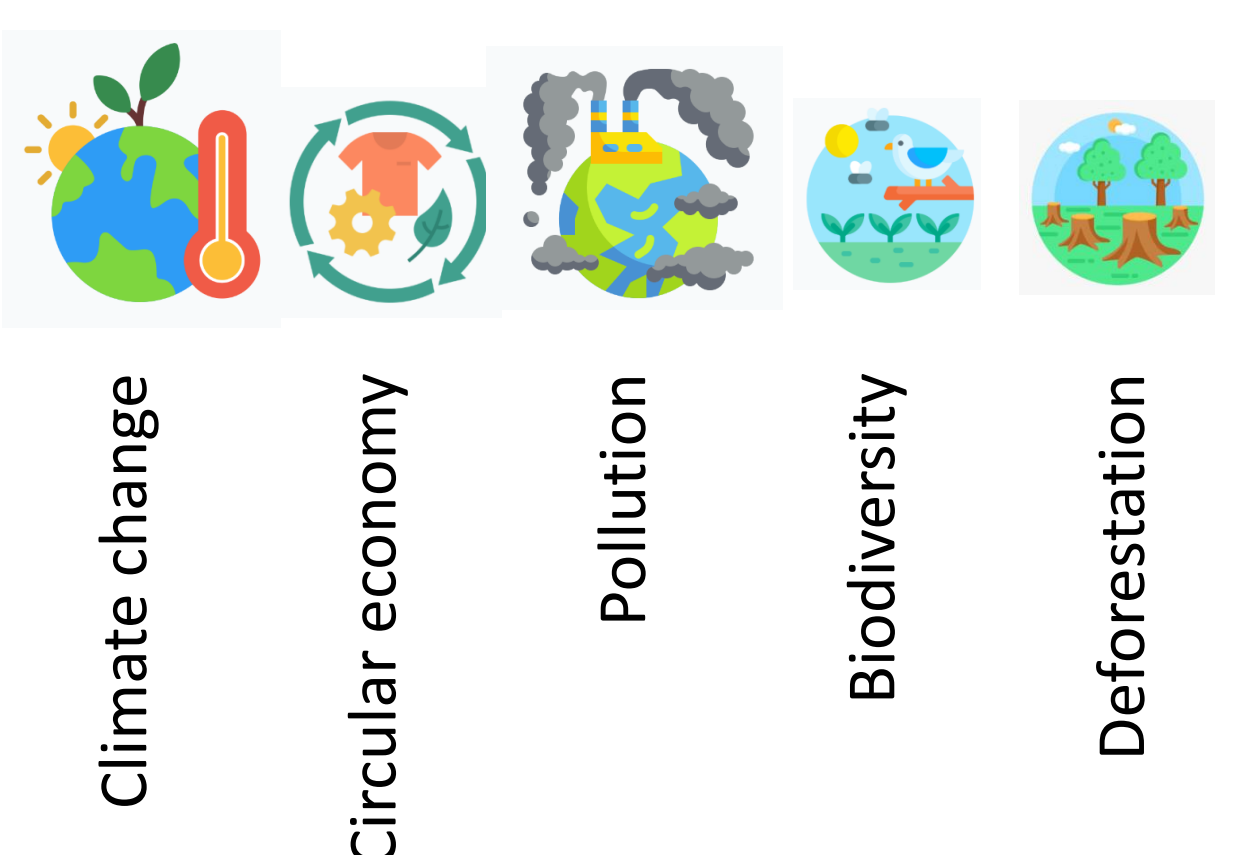 Climate change
Circular economy
Pollution
Biodiversity
Deforestation